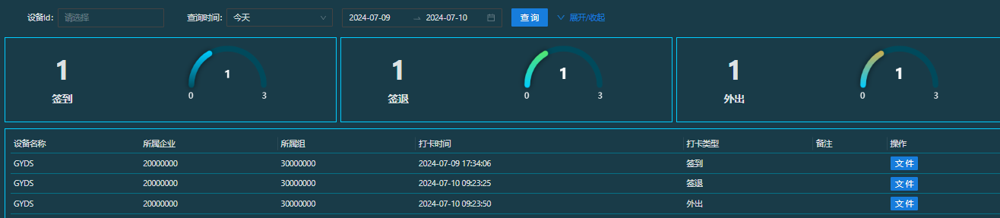 设备Id: 请选择 查询时间: 今天 2024-07-09 → 2024-07-10 查 询 展开/收起
1 1 1 1 1 1
0 3 0 3 0 3
签到 签退 外出
设备名称 所属企业 所属组 打卡时间 打卡类型 备注 操作
GYDS 20000000 30000000 2024-07-09 17:34:06 签到 文 件
GYDS 20000000 30000000 2024-07-10 09:23:25 签退 文 件
GYDS 20000000 30000000 2024-07-10 09:23:50 外出 文 件